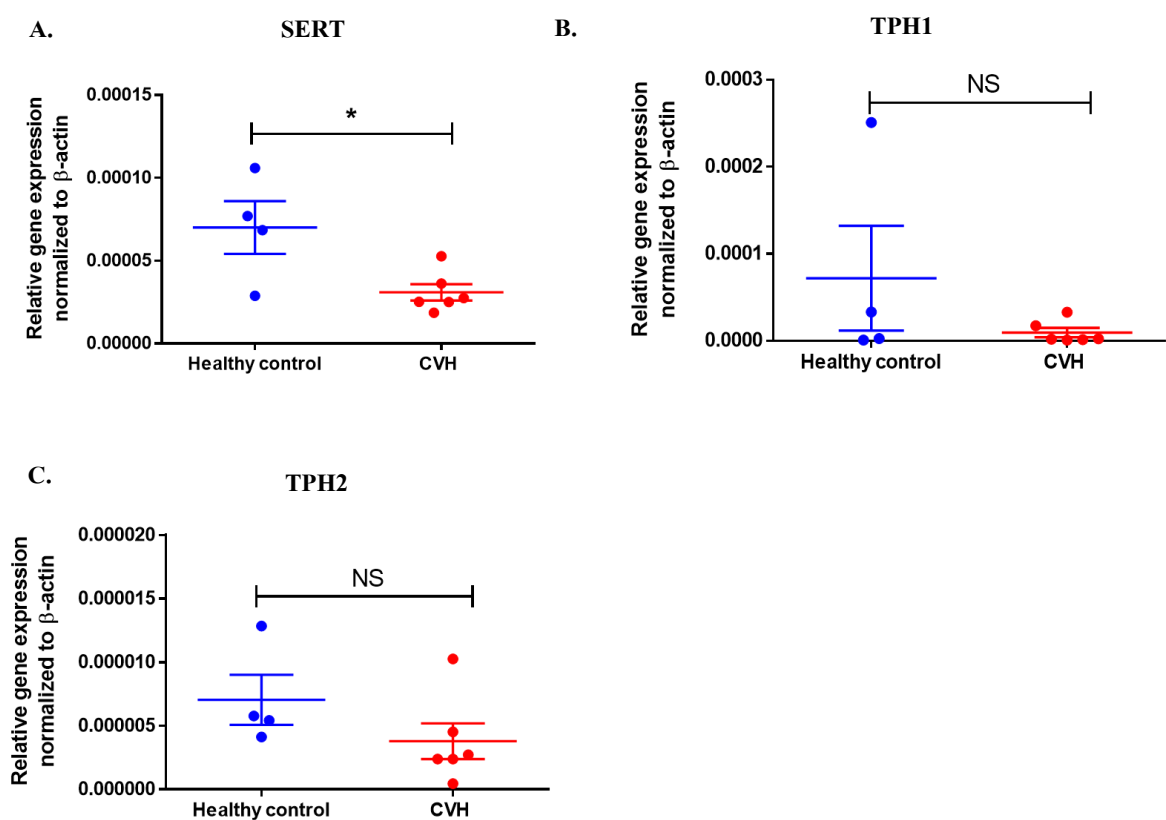 A.
SERT
Relative gene expression
normalized to β-actin
0.00015
0.00010
0.00005
0.00000
*
Healthy control
CVH
B.
TPH1
Relative gene expression
normalized to β-actin
0.0003
0.0002
0.0001
0.0000
NS
Healthy control
CVH
C.
TPH2
Relative gene expression
normalized to β-actin
0.000020
0.000015
0.000010
0.000005
0.000000
NS
Healthy control
CVH